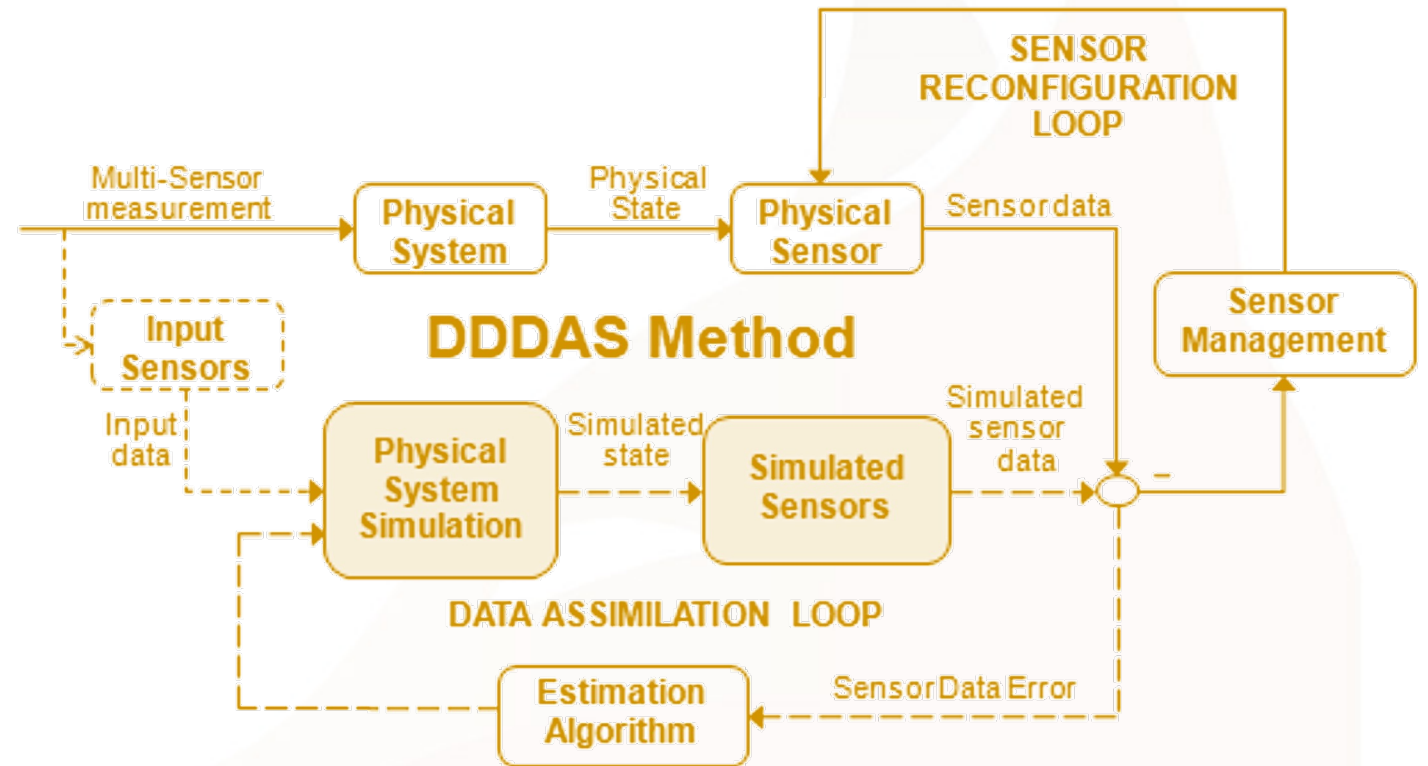 SENSOR
RECONFIGURATION
LOOP
Multi-Sensor
measurement
Physical
System
Physical
State
Physical
Sensor
Sensor data
Input
Sensors
DDDAS Method
Sensor
Management
Input
data
Physical
System
Simulation
Simulated
state
Simulated
Sensors
Simulated
sensor
data
–
DATA ASSIMILATION LOOP
Estimation
Algorithm
Sensor Data Error